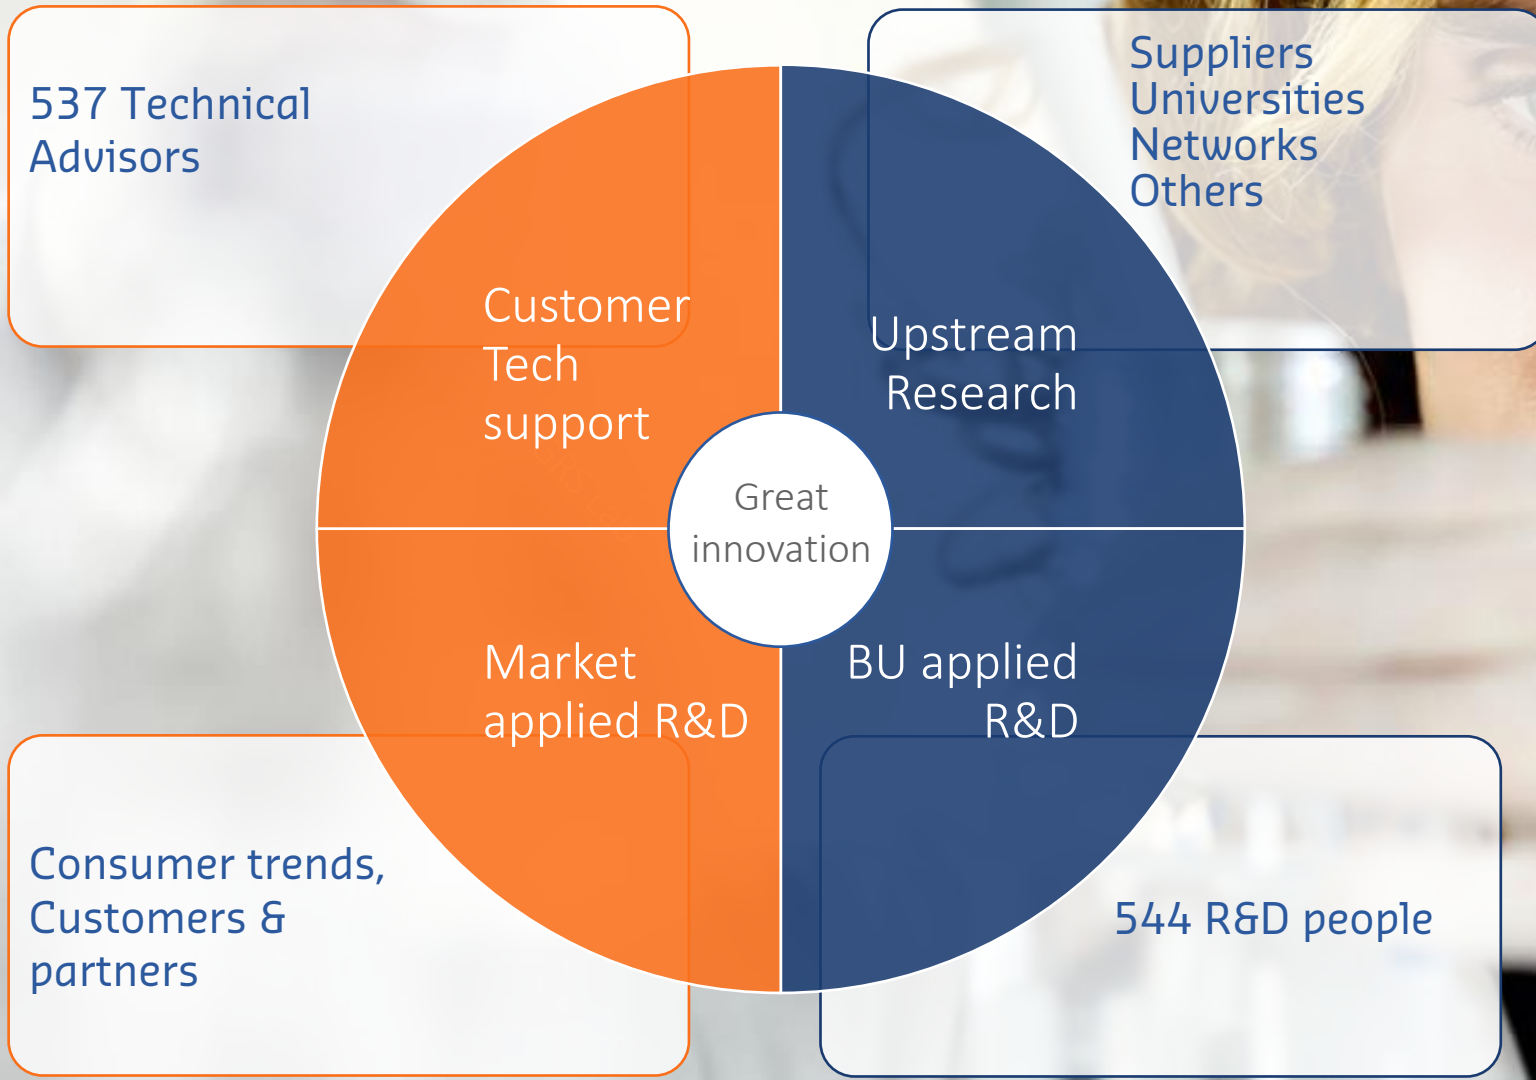 537 Technical
Advisors
Suppliers
Universities
Networks
Others
Customer
Tech
support
Upstream
Research
Great
innovation
Market
applied R&D
BU applied
R&D
Consumer trends,
Customers &
partners
544 R&D people